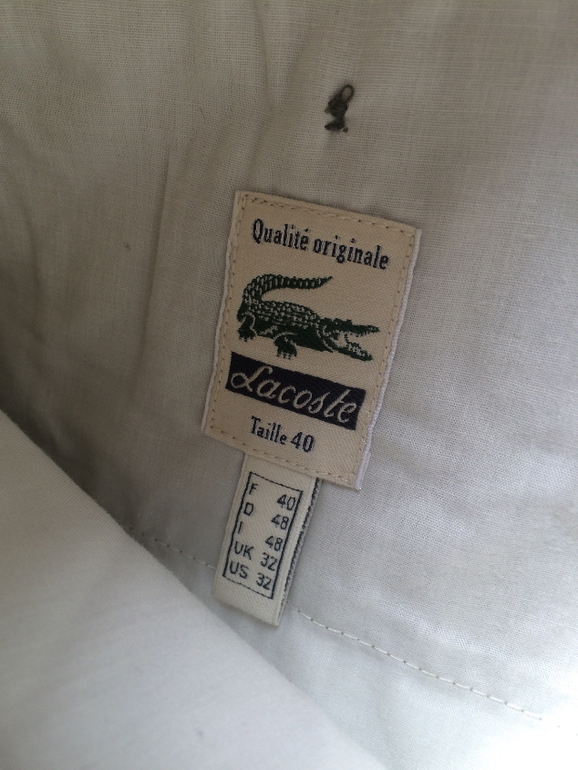 Qualité originale
Lacoste
Taille 40
F 40
D 48
I 48
UK 32
US 32